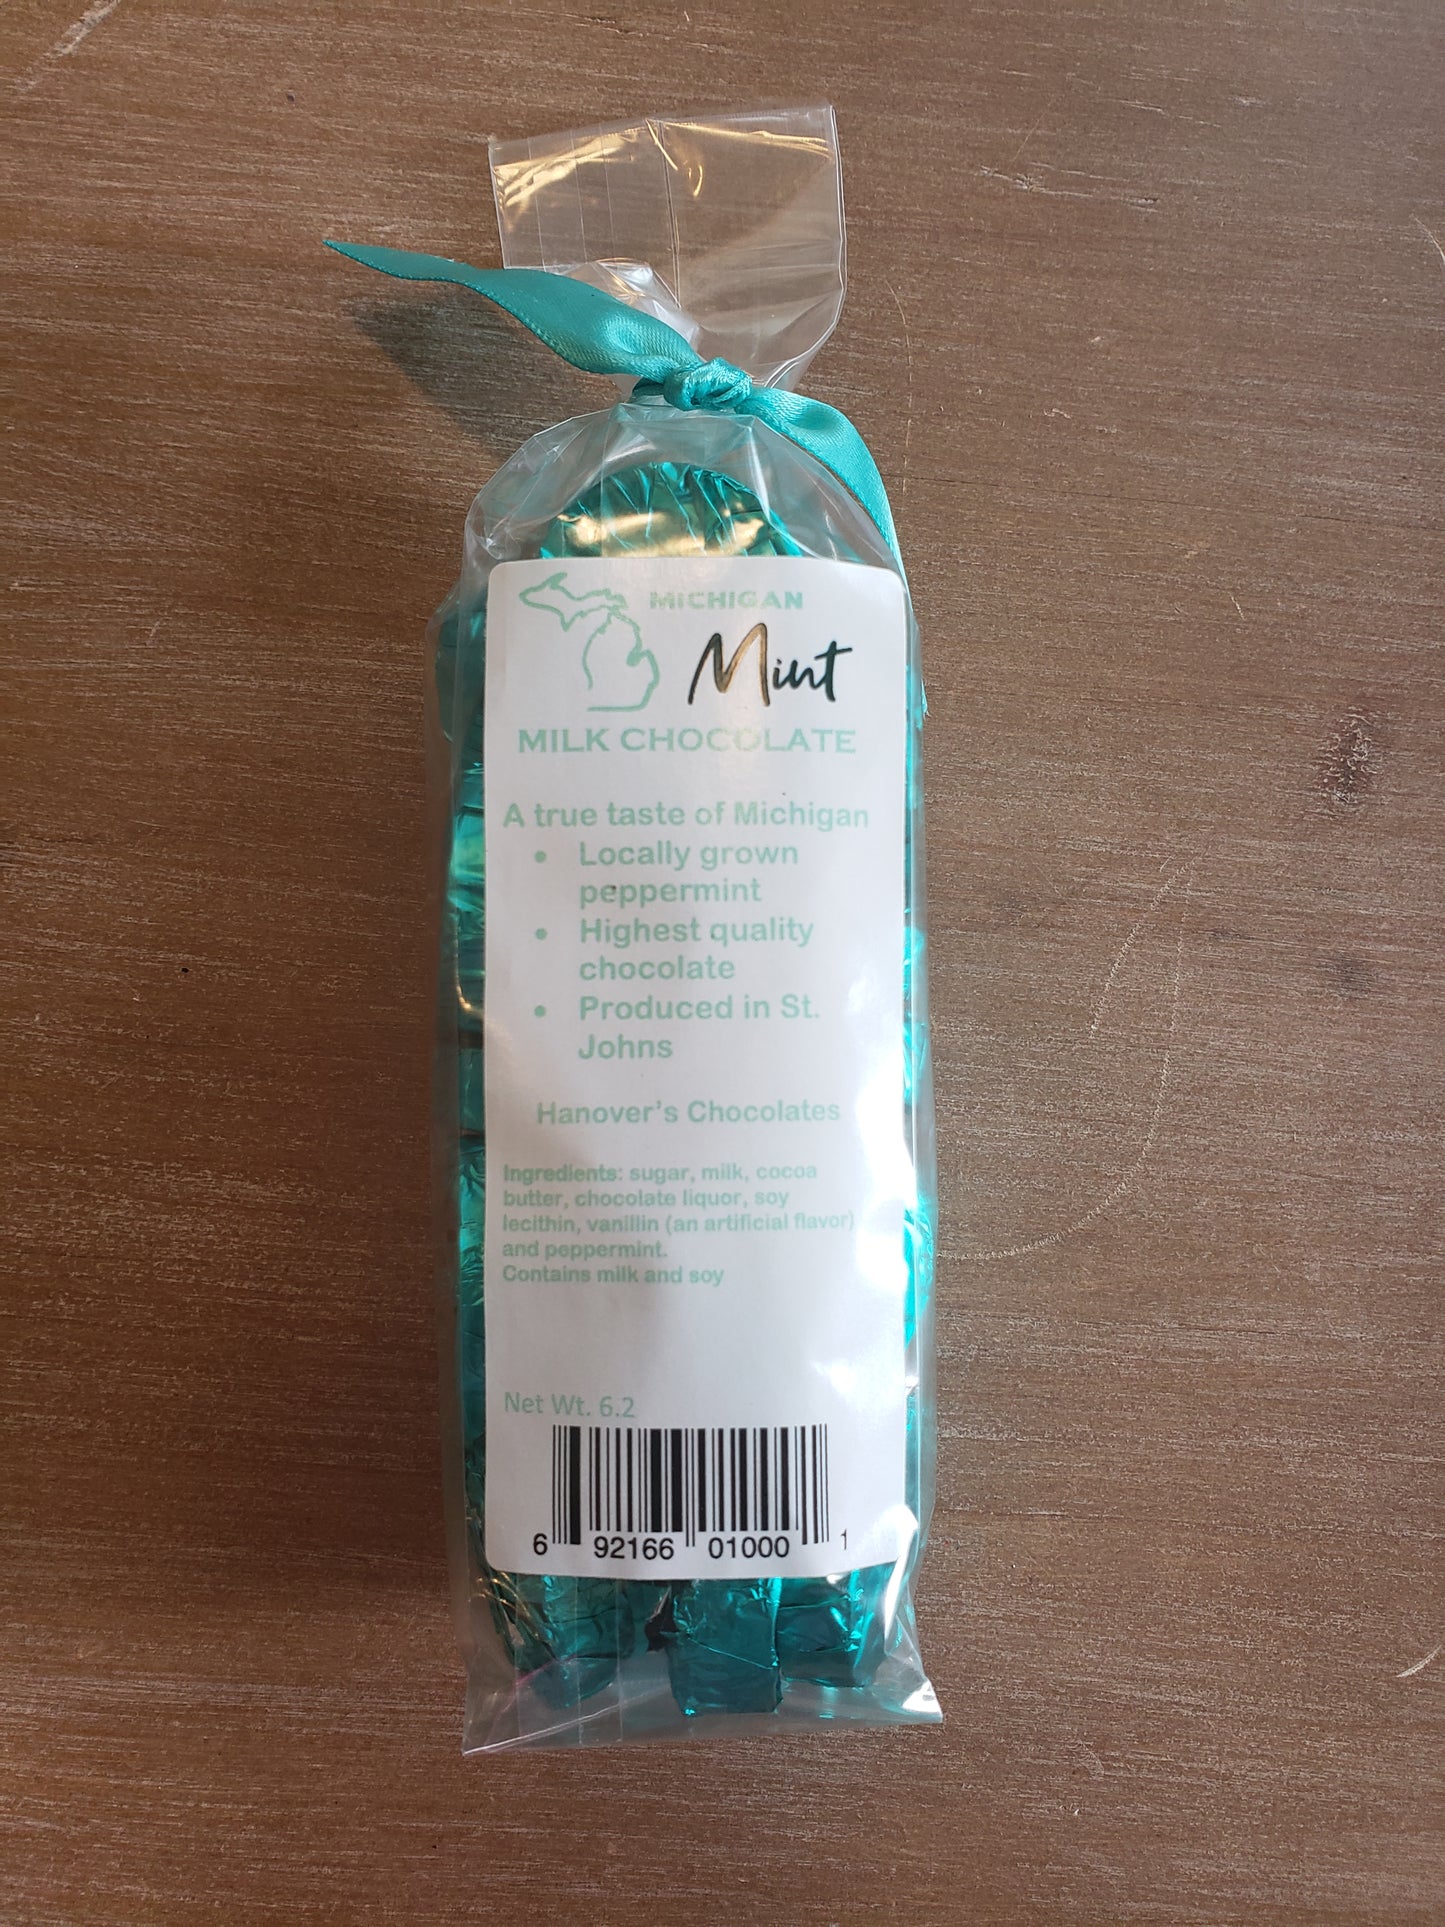 MICHIGAN
Mint
MILK CHOCOLATE
A true taste of Michigan
• Locally grown
peppermint
• Highest quality
chocolate
• Produced in St.
Johns
Hanover's Chocolates
Ingredients: sugar, milk, cocoa
butter, chocolate liquor, soy
lecithin, vanillin (an artificial flavor)
and peppermint.
Contains milk and soy
Net Wt. 6.2
6 92166 01000 1